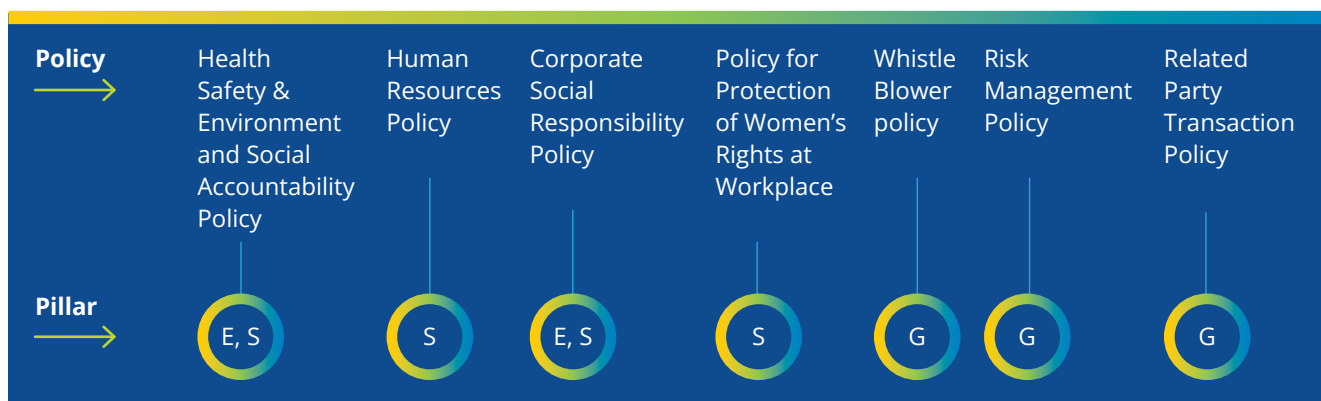 Policy
Health
Safety &
Environment
and Social
Accountability
Policy
Human
Resources
Policy
Corporate
Social
Responsibility
Policy
Policy for
Protection
of Women’s
Rights at
Workplace
Whistle
Blower
policy
Risk
Management
Policy
Related
Party
Transaction
Policy
Pillar
E, S
S
E, S
S
G
G
G